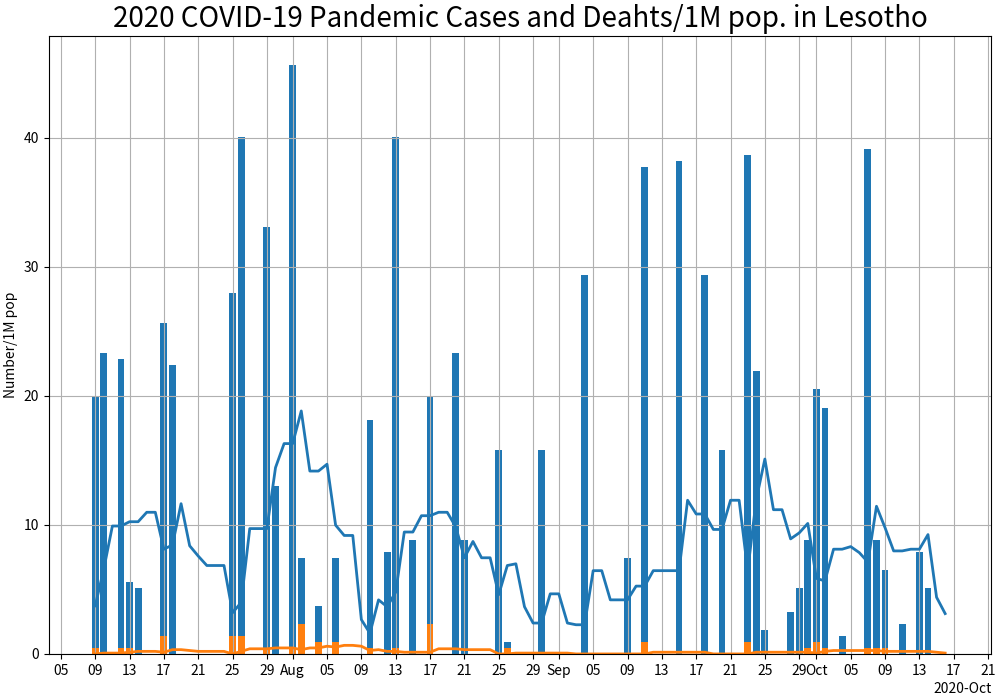 2020 COVID-19 Pandemic Cases and Deahts/1M pop. in Lesotho
Number/1M pop
40
30
20
10
0
05 09 13 17 21 25 29 Aug 05 09 13 17 21 25 29 Sep 05 09 13 17 21 25 29 Oct 05 09 13 17 21
2020-Oct